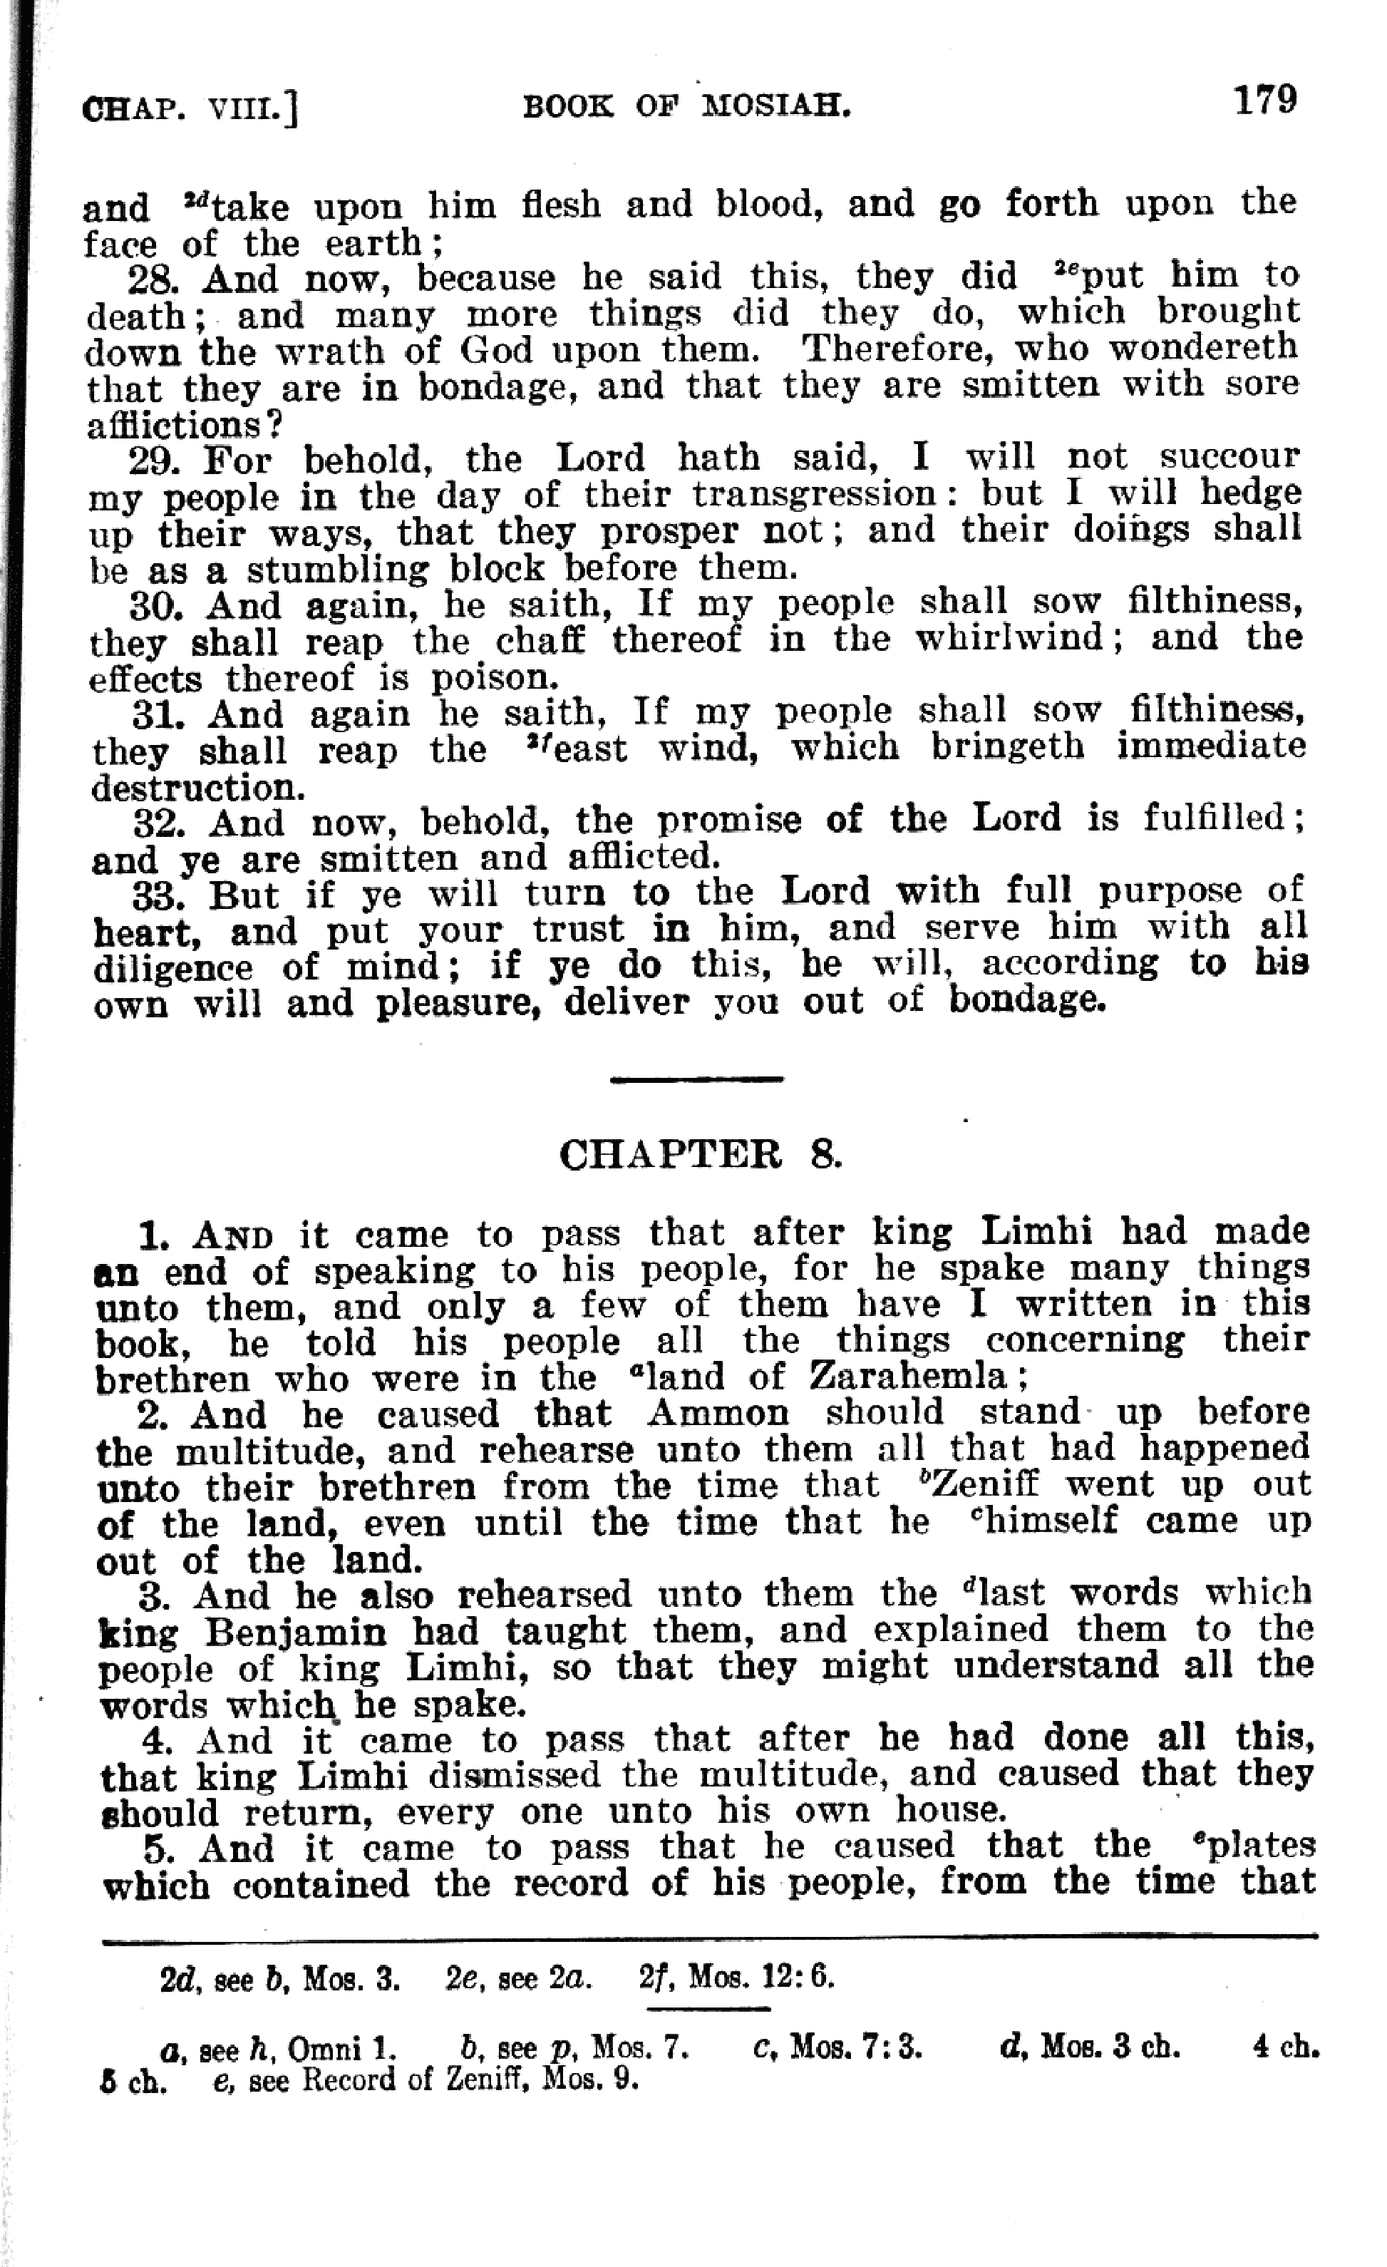 CHAP. VIII.] BOOK OF MOSIAH. 179
and 2dtake upon him flesh and blood, and go forth upon the
face of the earth;
28. And now, because he said this, they did 2eput him to
death; and many more things did they do, which brought
down the wrath of God upon them. Therefore, who wondereth
that they are in bondage, and that they are smitten with sore
afflictions?
29. For behold, the Lord hath said, I will not succour
my people in the day of their transgression: but I will hedge
up their ways, that they prosper not; and their doings shall
be as a stumbling block before them.
30. And again, he saith, If my people shall sow filthiness,
they shall reap the chaff thereof in the whirlwind; and the
effects thereof is poison.
31. And again he saith, If my people shall sow filthiness,
they shall reap the 2feast wind, which bringeth immediate
destruction.
32. And now, behold, the promise of the Lord is fulfilled;
and ye are smitten and afflicted.
33. But if ye will turn to the Lord with full purpose of
heart, and put your trust in him, and serve him with all
diligence of mind; if ye do this, he will, according to his
own will and pleasure, deliver you out of bondage.
CHAPTER 8.
1. AND it came to pass that after king Limhi had made
an end of speaking to his people, for he spake many things
unto them, and only a few of them have I written in this
book, he told his people all the things concerning their
brethren who were in the aland of Zarahemla;
2. And he caused that Ammon should stand up before
the multitude, and rehearse unto them all that had happened
unto their brethren from the time that bZeniff went up out
of the land, even until the time that he chimself came up
out of the land.
3. And he also rehearsed unto them the dlast words which
king Benjamin had taught them, and explained them to the
people of king Limhi, so that they might understand all the
words which he spake.
4. And it came to pass that after he had done all this,
that king Limhi dismissed the multitude, and caused that they
should return, every one unto his own house.
5. And it came to pass that he caused that the eplates
which contained the record of his people, from the time that
2d, see b, Mos. 3. 2e, see 2a. 2f, Mos. 12:6.
a, see h, Omni 1. b, see p, Mos. 7. c, Mos. 7:3. d, Mos. 3 ch. 4 ch.
5 ch. e, see Record of Zeniff, Mos. 9.